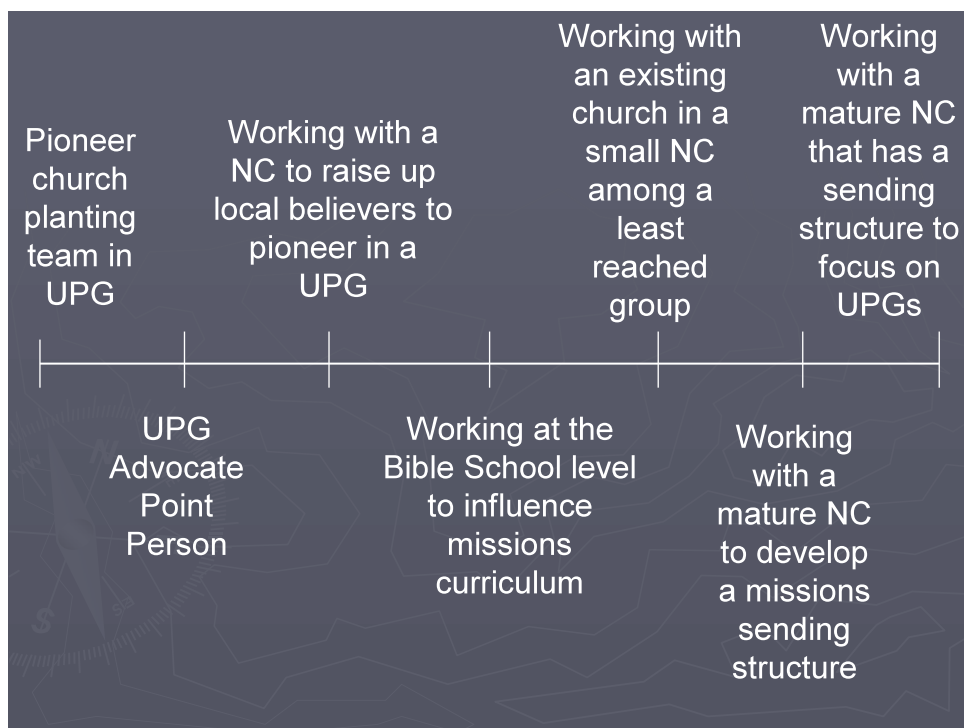 Pioneer
church
planting
team in
UPG
Working with a
NC to raise up
local believers to
pioneer in a
UPG
Working with
an existing
church in a
small NC
among a
least
reached
group
Working
with a
mature NC
that has a
sending
structure to
focus on
UPGs
UPG
Advocate
Point
Person
Working at the
Bible School level
to influence
missions
curriculum
Working
with a
mature NC
to develop
a missions
sending
structure
N
S